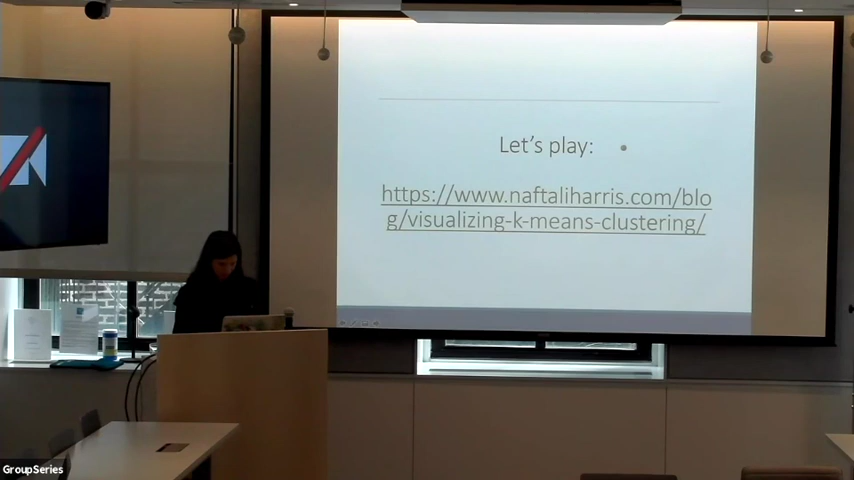 Let's play:
https://www.naftaliharris.com/blo
g/visualizing-k-means-clustering/
GroupSeries